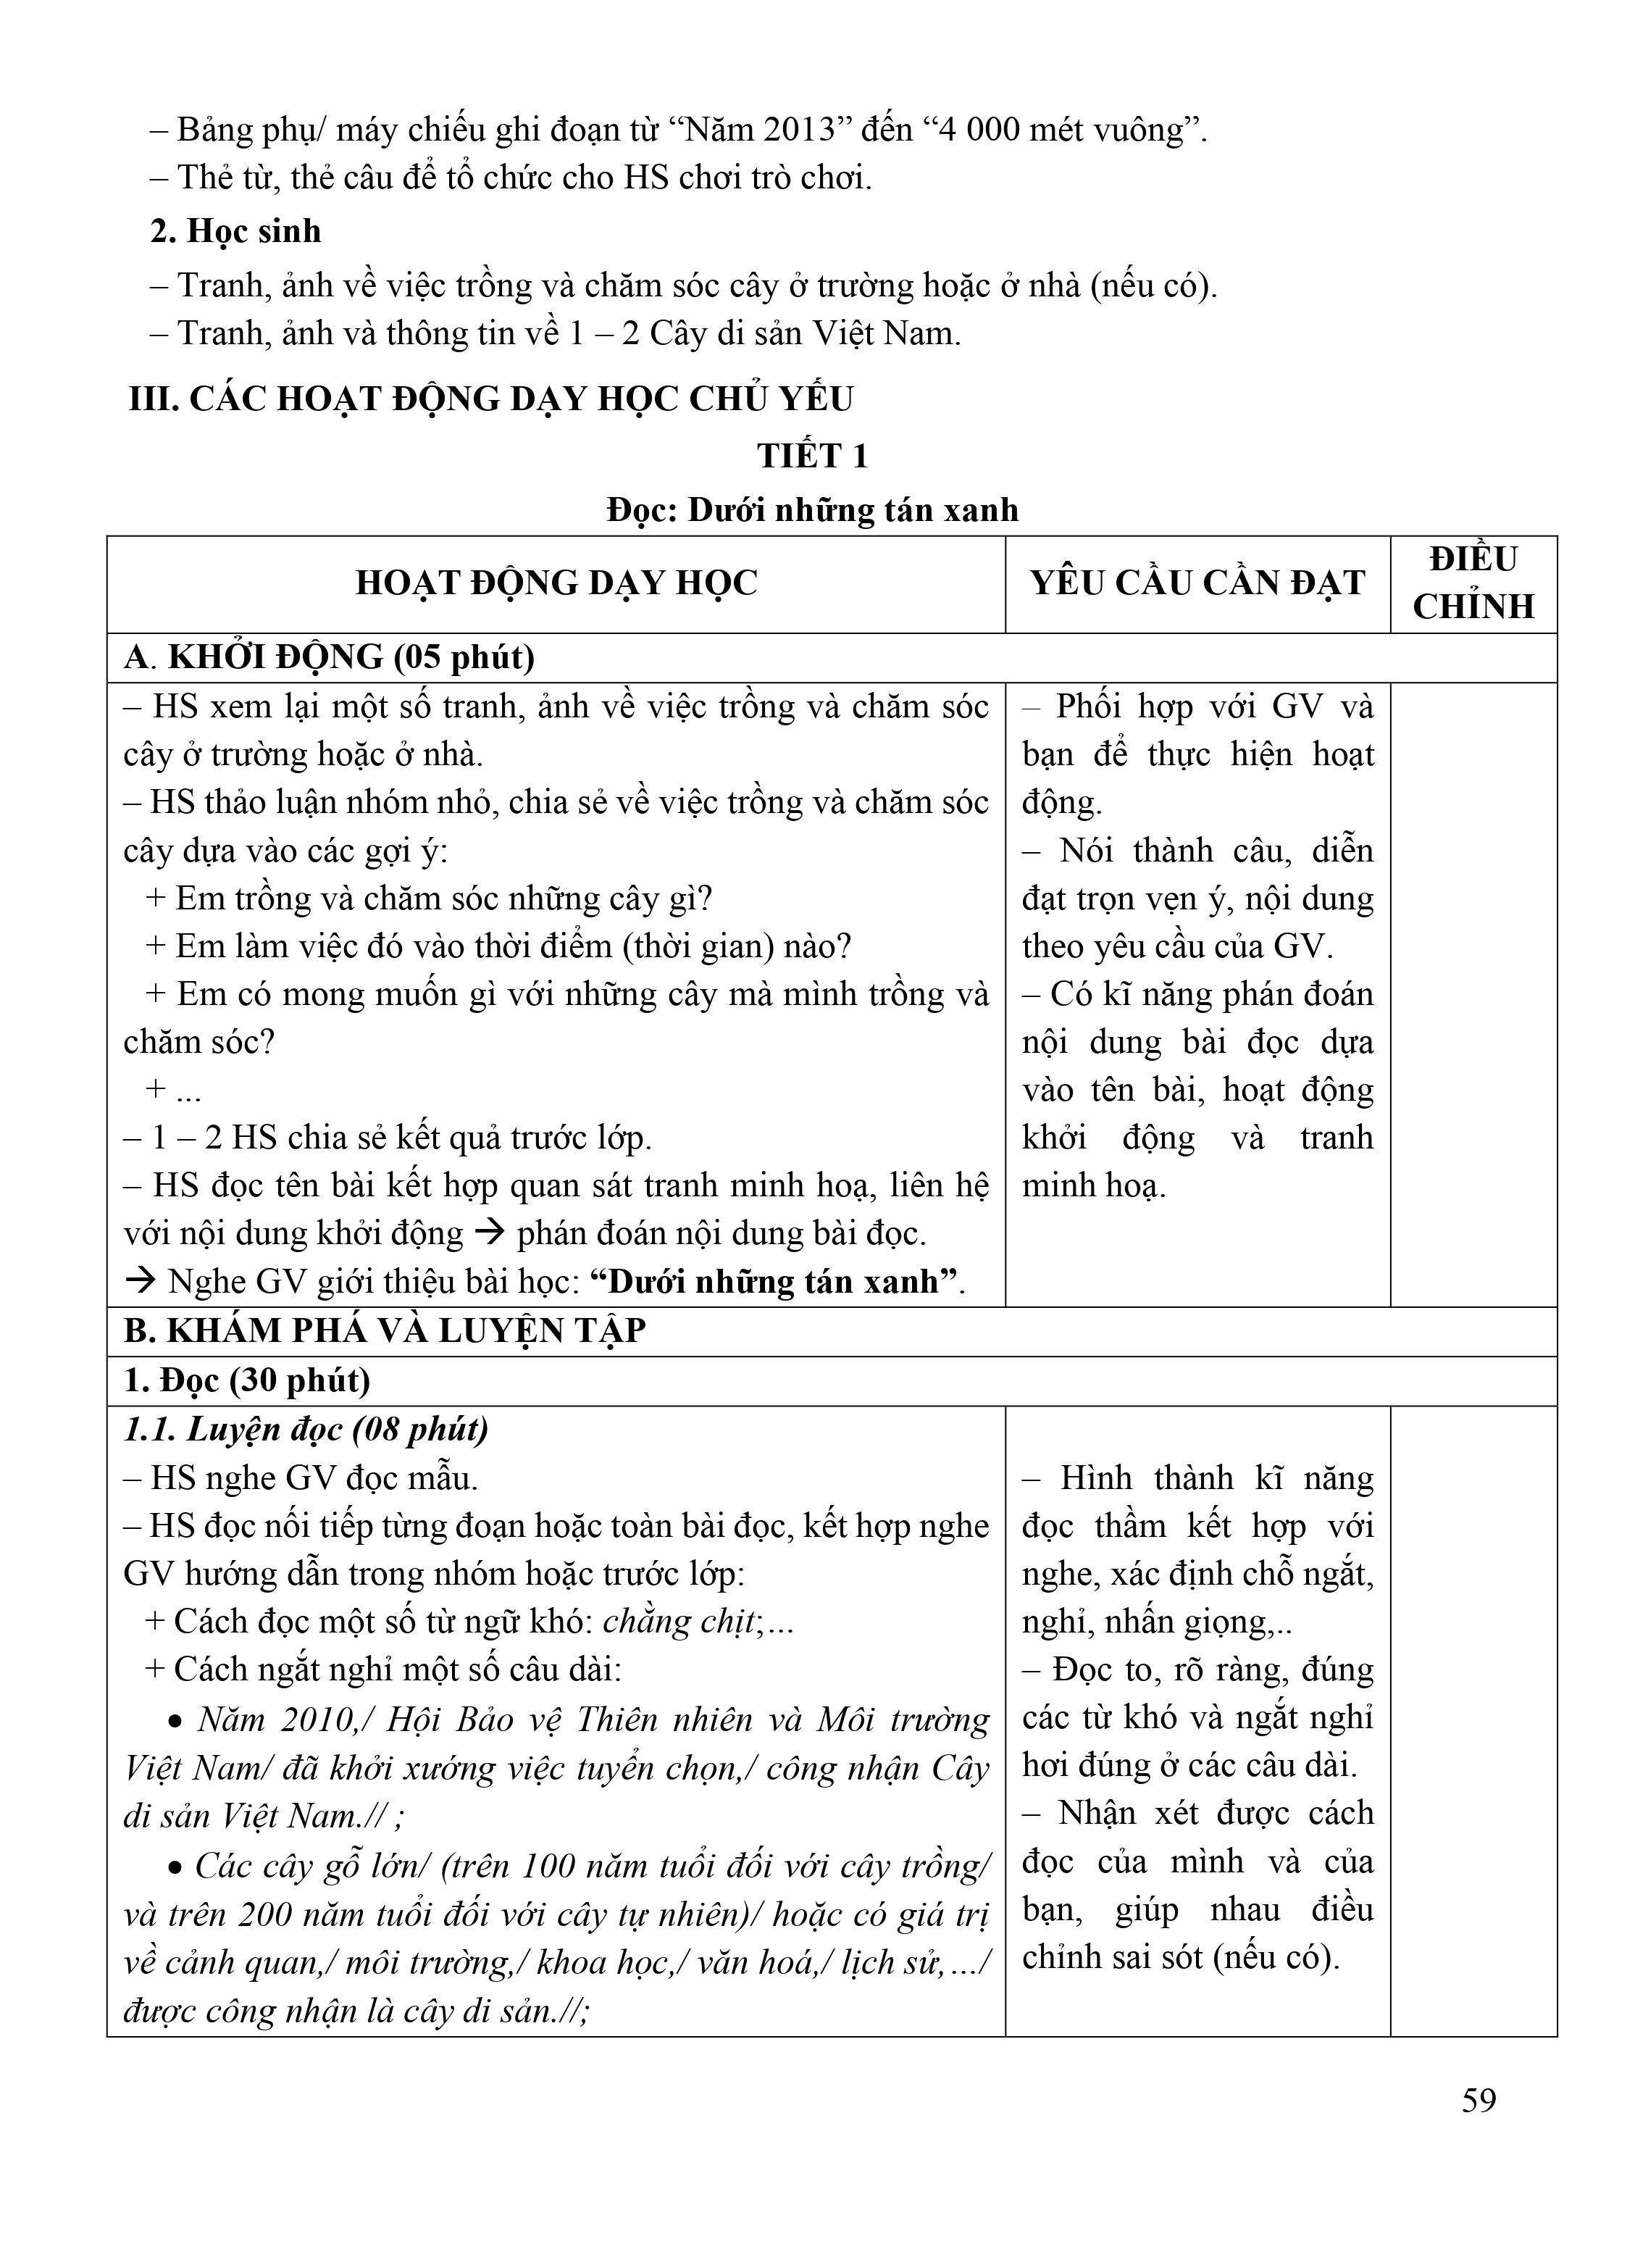 – Bảng phụ/ máy chiếu ghi đoạn từ “Năm 2013” đến “4 000 mét vuông”.
– Thẻ từ, thẻ câu để tổ chức cho HS chơi trò chơi.
2. Học sinh
– Tranh, ảnh về việc trồng và chăm sóc cây ở trường hoặc ở nhà (nếu có).
– Tranh, ảnh và thông tin về 1 – 2 Cây di sản Việt Nam.
III. CÁC HOẠT ĐỘNG DẠY HỌC CHỦ YẾU
TIẾT 1
Đọc: Dưới những tán xanh
HOẠT ĐỘNG DẠY HỌC
YÊU CẦU CẦN ĐẠT
ĐIỀU
CHỈNH
A. KHỞI ĐỘNG (05 phút)
– HS xem lại một số tranh, ảnh về việc trồng và chăm sóc
cây ở trường hoặc ở nhà.
– HS thảo luận nhóm nhỏ, chia sẻ về việc trồng và chăm sóc
cây dựa vào các gợi ý:
+ Em trồng và chăm sóc những cây gì?
+ Em làm việc đó vào thời điểm (thời gian) nào?
+ Em có mong muốn gì với những cây mà mình trồng và
chăm sóc?
+ ...
– 1 – 2 HS chia sẻ kết quả trước lớp.
– HS đọc tên bài kết hợp quan sát tranh minh hoạ, liên hệ
với nội dung khởi động → phán đoán nội dung bài đọc.
→ Nghe GV giới thiệu bài học: “Dưới những tán xanh”.
– Phối hợp với GV và
bạn để thực hiện hoạt
động.
– Nói thành câu, diễn
đạt trọn vẹn ý, nội dung
theo yêu cầu của GV.
– Có kĩ năng phán đoán
nội dung bài đọc dựa
vào tên bài, hoạt động
khởi động và tranh
minh hoạ.
B. KHÁM PHÁ VÀ LUYỆN TẬP
1. Đọc (30 phút)
1.1. Luyện đọc (08 phút)
– HS nghe GV đọc mẫu.
– HS đọc nối tiếp từng đoạn hoặc toàn bài đọc, kết hợp nghe
GV hướng dẫn trong nhóm hoặc trước lớp:
+ Cách đọc một số từ ngữ khó: chằng chịt;...
+ Cách ngắt nghỉ một số câu dài:
• Năm 2010,/ Hội Bảo vệ Thiên nhiên và Môi trường
Việt Nam/ đã khởi xướng việc tuyển chọn,/ công nhận Cây
di sản Việt Nam.// ;
• Các cây gỗ lớn/ (trên 100 năm tuổi đối với cây trồng/
và trên 200 năm tuổi đối với cây tự nhiên)/ hoặc có giá trị
về cảnh quan,/ môi trường,/ khoa học,/ văn hoá,/ lịch sử,.../
được công nhận là cây di sản.//;
– Hình thành kĩ năng
đọc thầm kết hợp với
nghe, xác định chỗ ngắt,
nghỉ, nhấn giọng,..
– Đọc to, rõ ràng, đúng
các từ khó và ngắt nghỉ
hơi đúng ở các câu dài.
– Nhận xét được cách
đọc của mình và của
bạn, giúp nhau điều
chỉnh sai sót (nếu có).
59